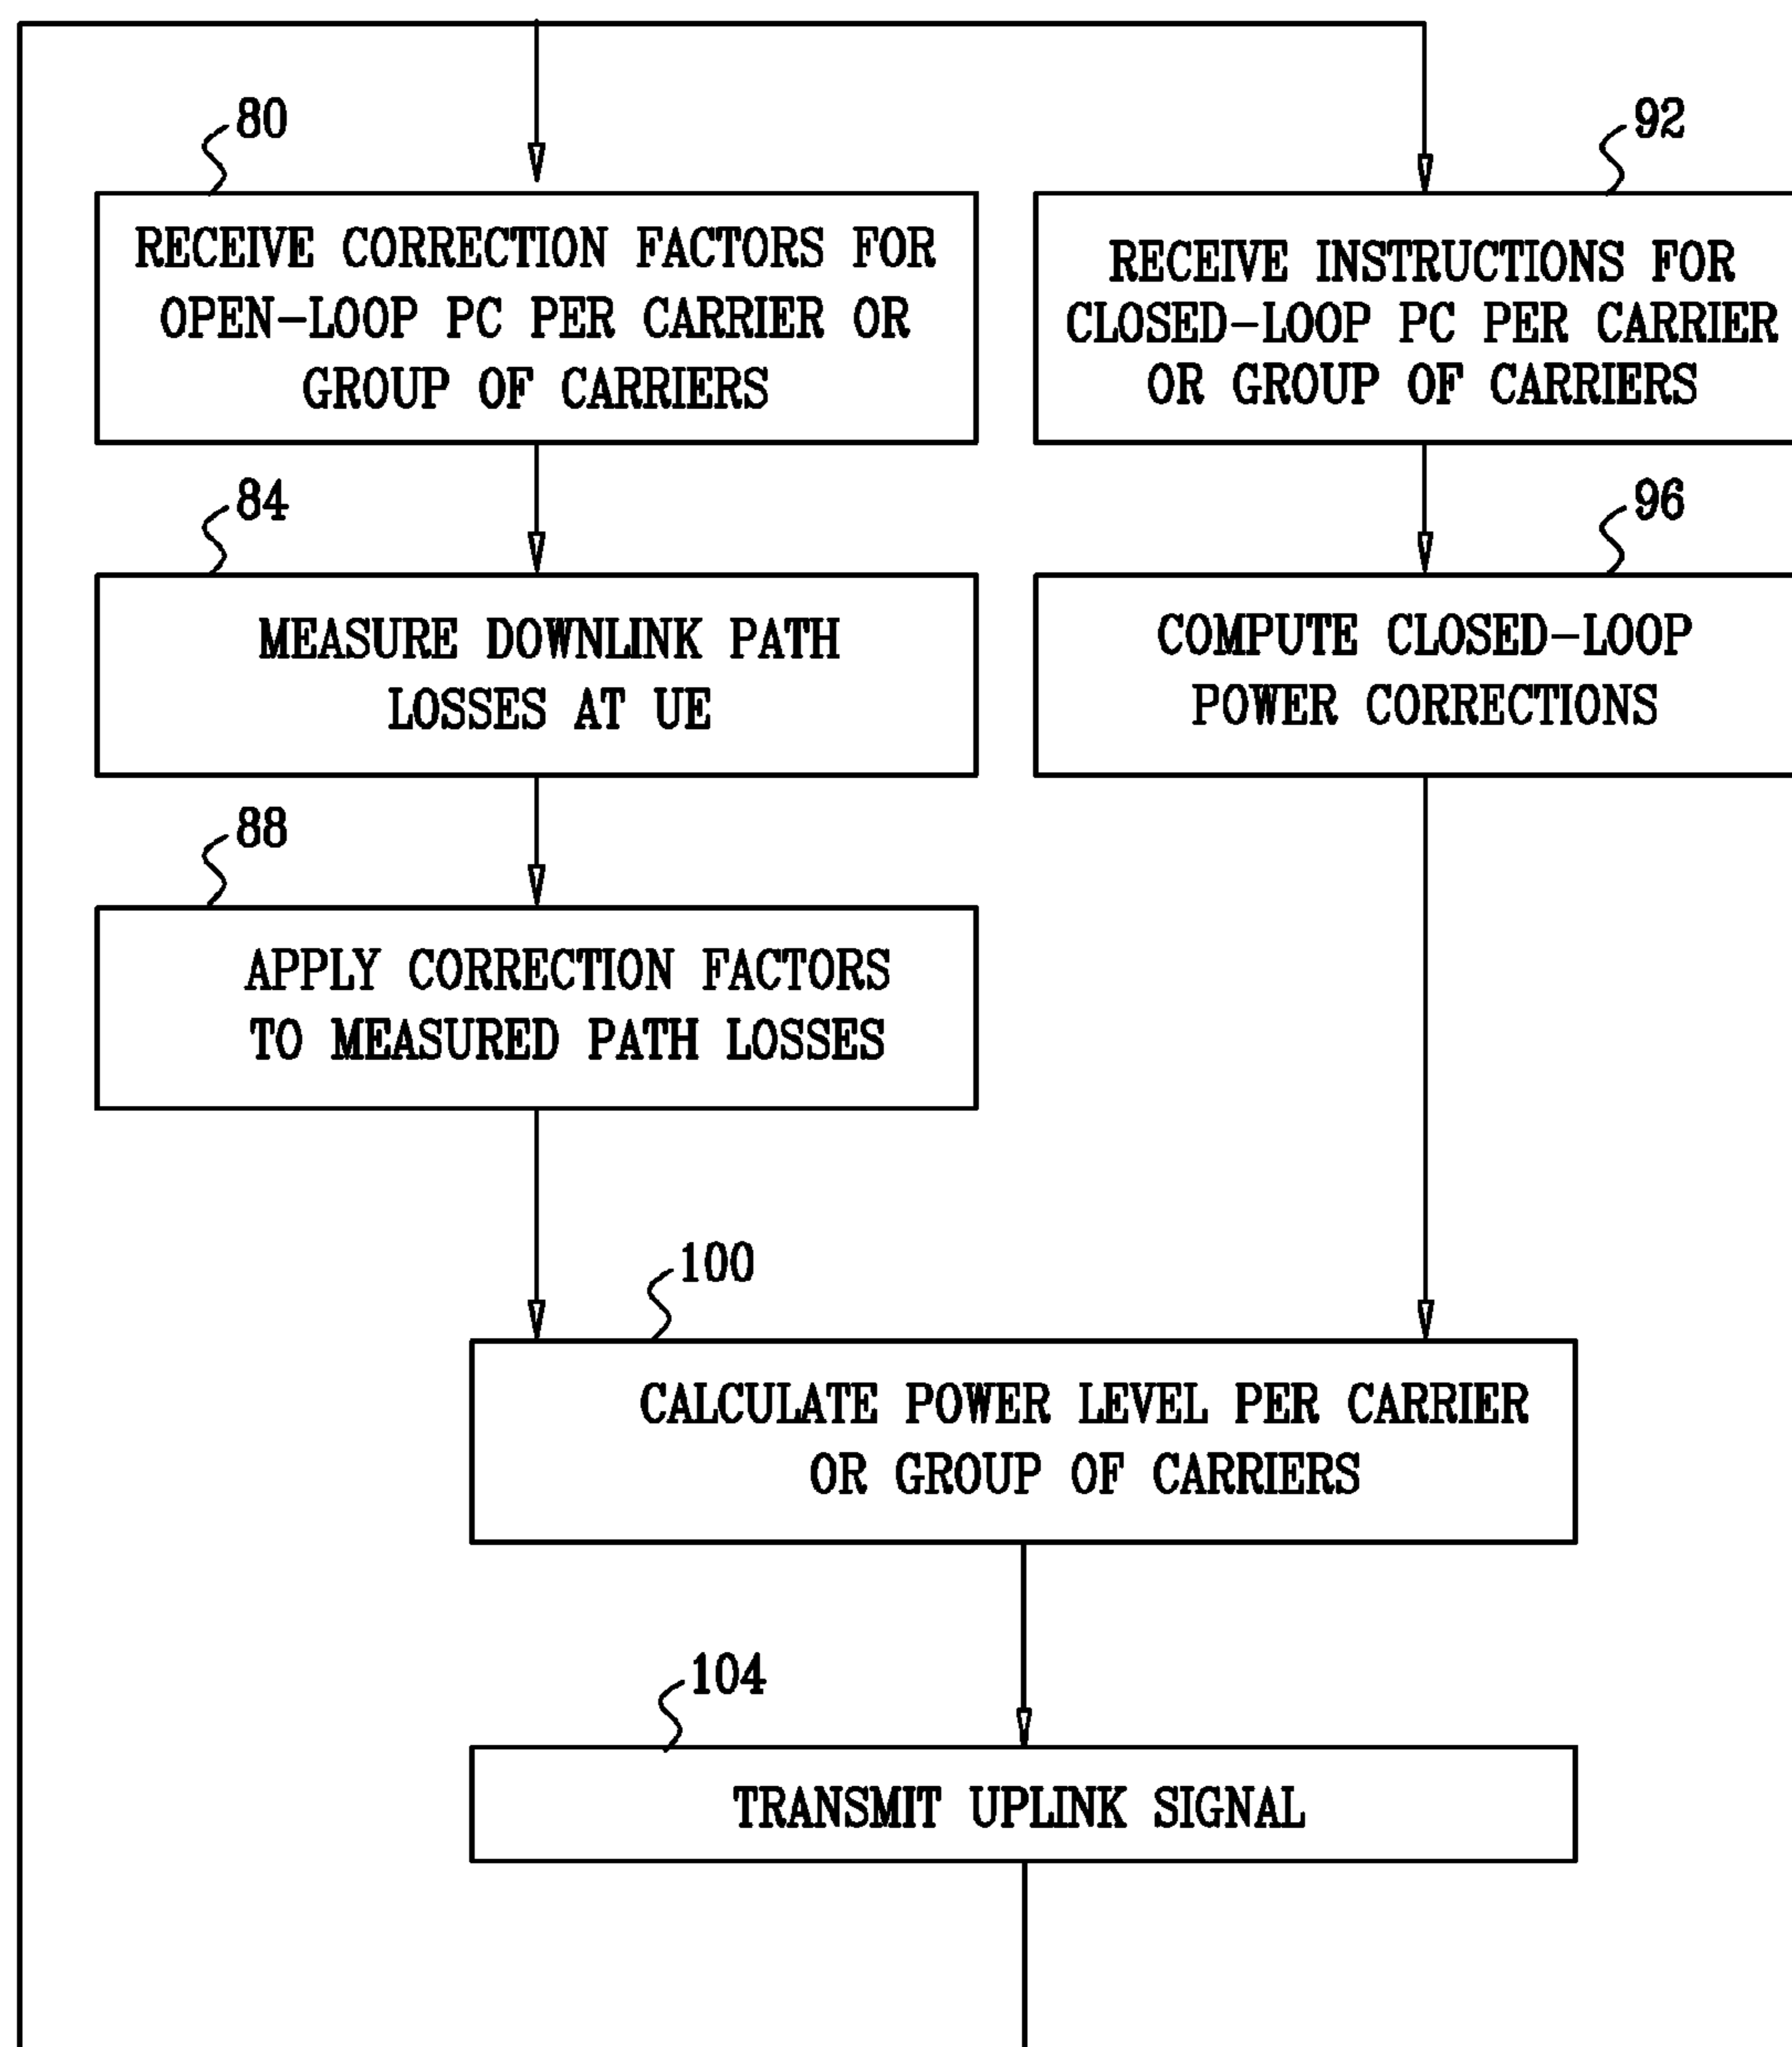 80
RECEIVE CORRECTION FACTORS FOR
OPEN-LOOP PC PER CARRIER OR
GROUP OF CARRIERS
92
RECEIVE INSTRUCTIONS FOR
CLOSED-LOOP PC PER CARRIER
OR GROUP OF CARRIERS
84
MEASURE DOWNLINK PATH
LOSSES AT UE
96
COMPUTE CLOSED-LOOP
POWER CORRECTIONS
88
APPLY CORRECTION FACTORS
TO MEASURED PATH LOSSES
100
CALCULATE POWER LEVEL PER CARRIER
OR GROUP OF CARRIERS
104
TRANSMIT UPLINK SIGNAL